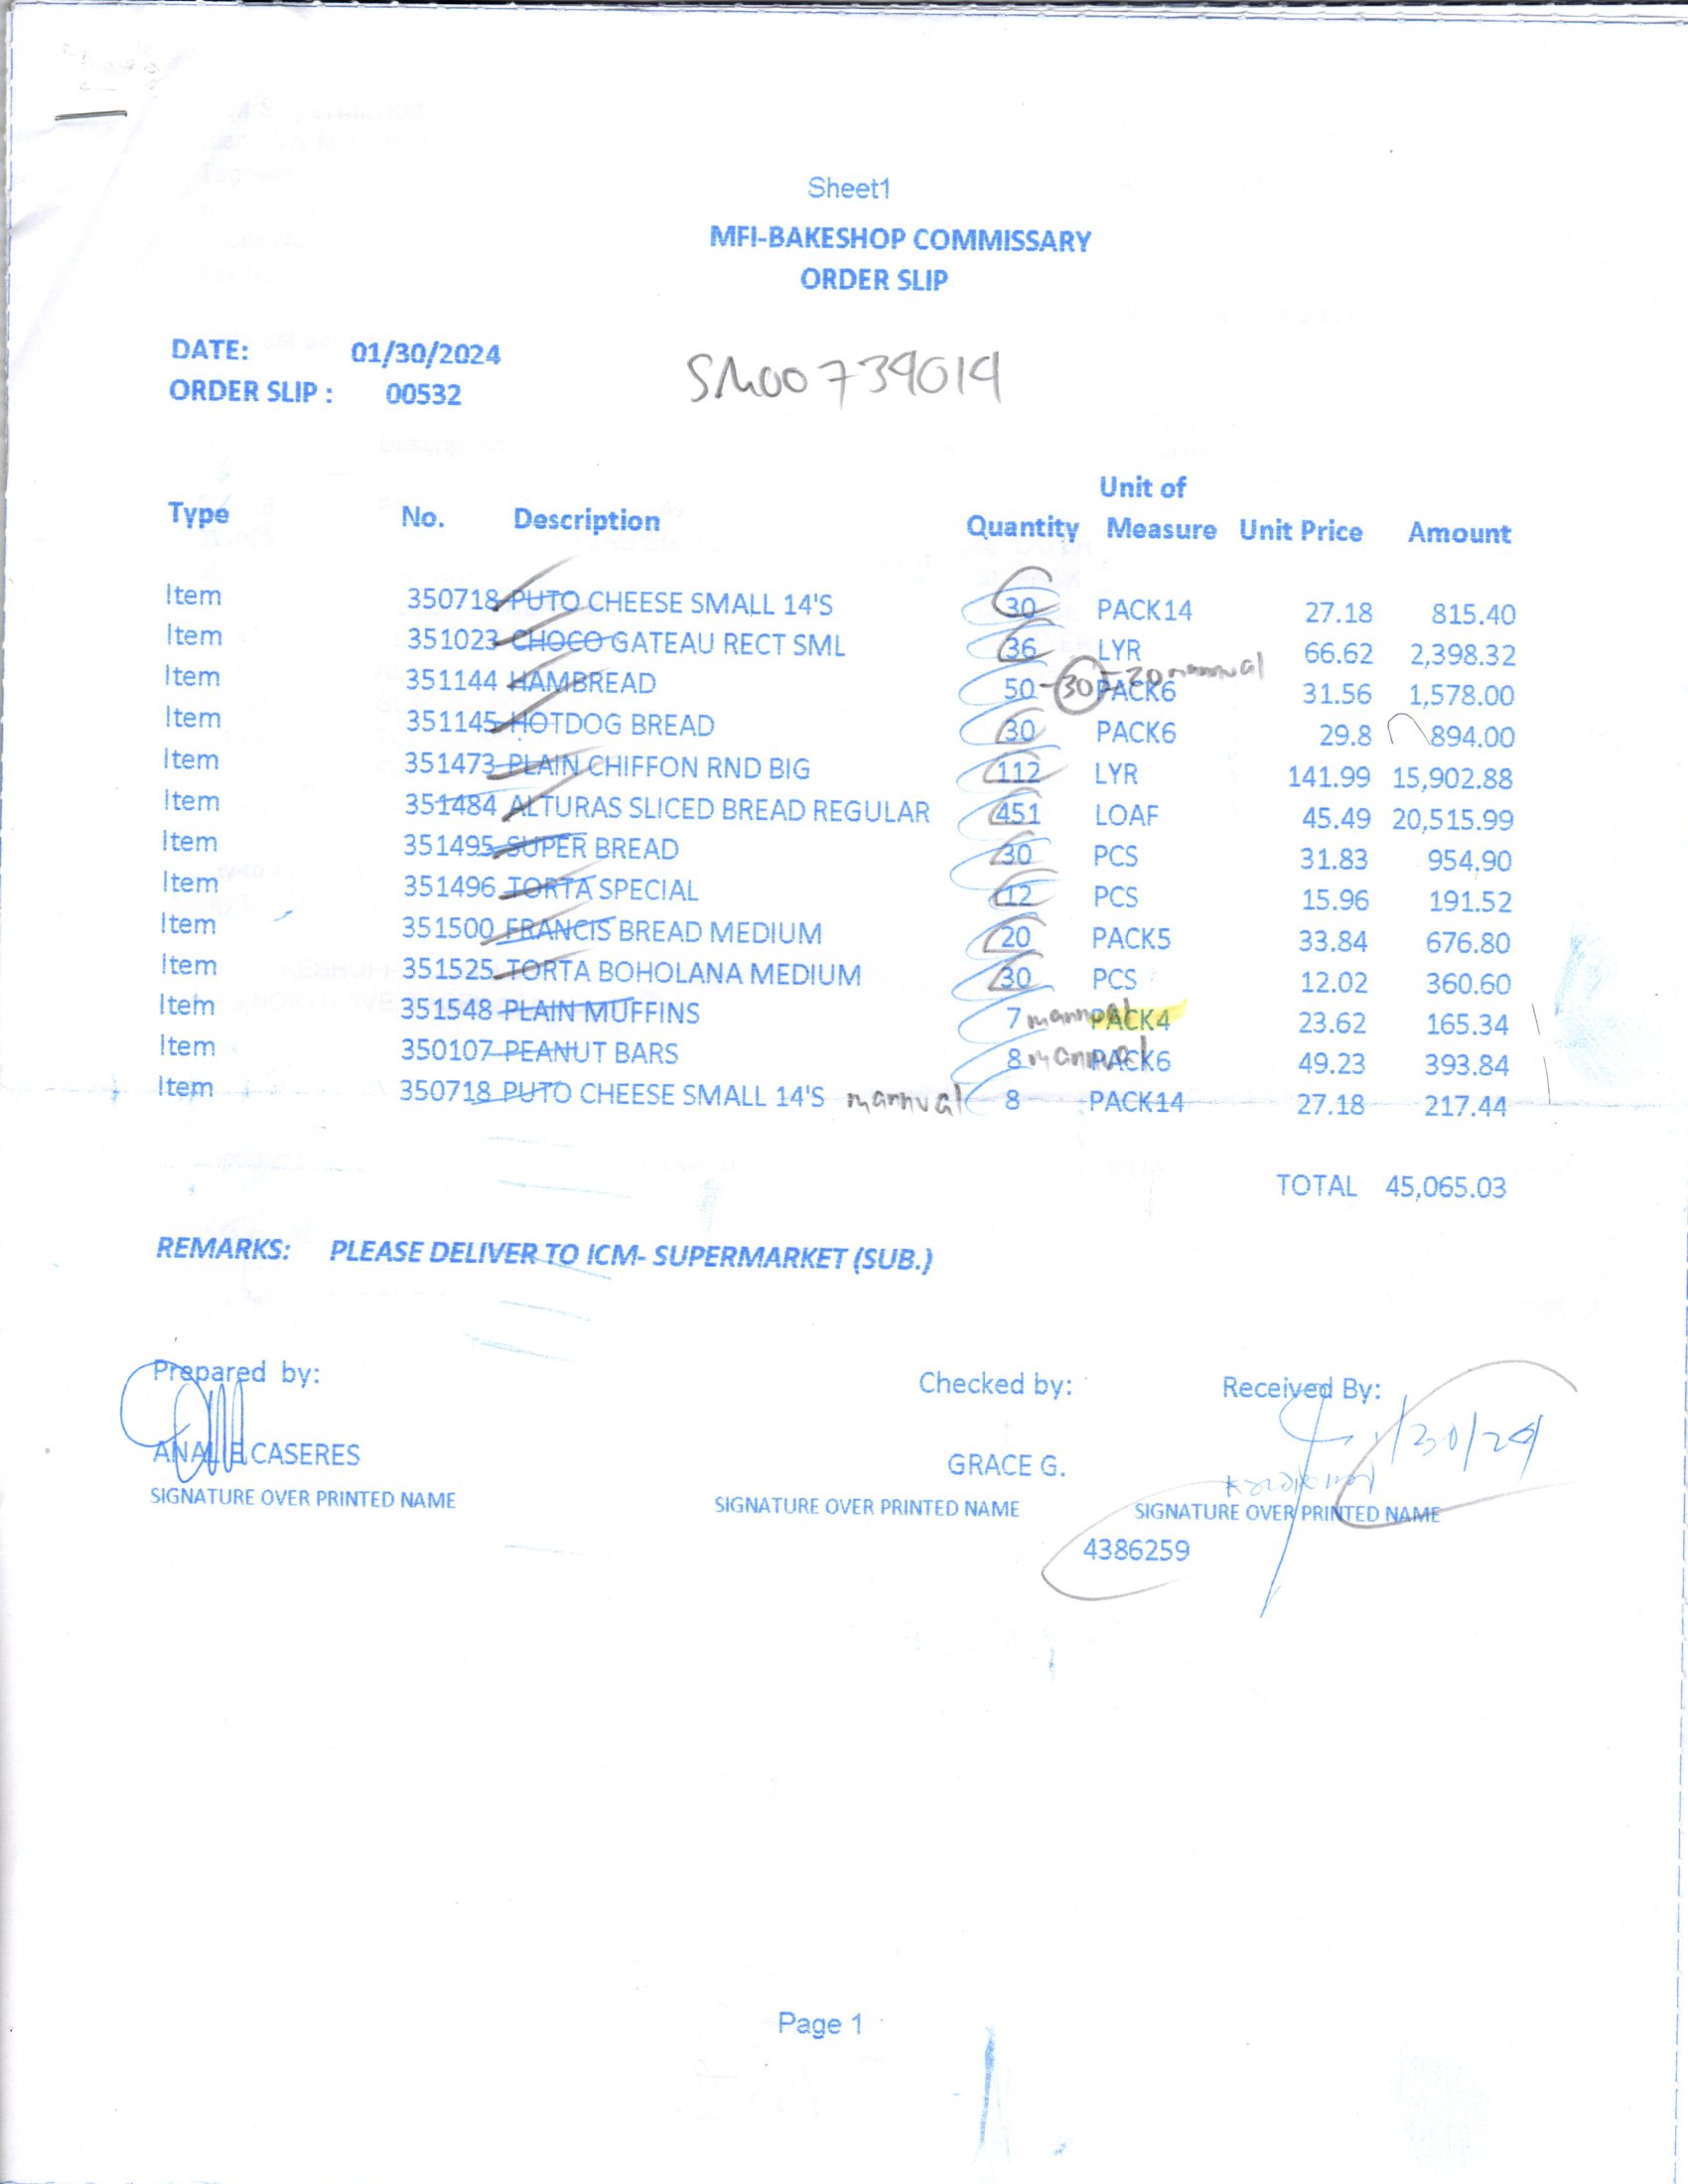 Sheet1
MFI-BAKESHOP COMMISSARY
ORDER SLIP
DATE: 01/30/2024
SM00739019
ORDER SLIP : 00532
Type No. Description Quantity Unit of Measure Unit Price Amount
Item 350718 PUTO CHEESE SMALL 14'S 30 PACK14 27.18 815.40
Item 351023 CHOCO GATEAU RECT SML 36 LYR 66.62 2,398.32
Item 351144 HAMBREAD 50 -30 =20 mannual PACK6 31.56 1,578.00
Item 351145 HOTDOG BREAD 30 PACK6 29.8 894.00
Item 351473 PLAIN CHIFFON RND BIG 112 LYR 141.99 15,902.88
Item 351484 ALTURAS SLICED BREAD REGULAR 451 LOAF 45.49 20,515.99
Item 351495 SUPER BREAD 30 PCS 31.83 954.90
Item 351496 TORTA SPECIAL 12 PCS 15.96 191.52
Item 351500 FRANCIS BREAD MEDIUM 20 PACK5 33.84 676.80
Item 351525 TORTA BOHOLANA MEDIUM 30 PCS 12.02 360.60
Item 351548 PLAIN MUFFINS 7 mannual PACK4 23.62 165.34
Item 350107 PEANUT BARS 8 mannual PACK6 49.23 393.84
Item 350718 PUTO CHEESE SMALL 14'S mannual 8 PACK14 27.18 217.44
TOTAL 45,065.03
REMARKS: PLEASE DELIVER TO ICM- SUPERMARKET (SUB.)
Prepared by: Checked by: Received By:
1/30/24
ANALIE CASERES GRACE G.
SIGNATURE OVER PRINTED NAME SIGNATURE OVER PRINTED NAME SIGNATURE OVER PRINTED NAME
4386259
Page 1